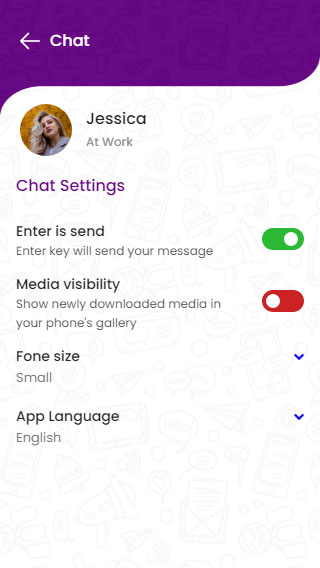 Chat
Jessica
At Work
Chat Settings
Enter is send
Enter key will send your message
Media visibility
Show newly downloaded media in
your phone's gallery
Fone size
Small
App Language
English